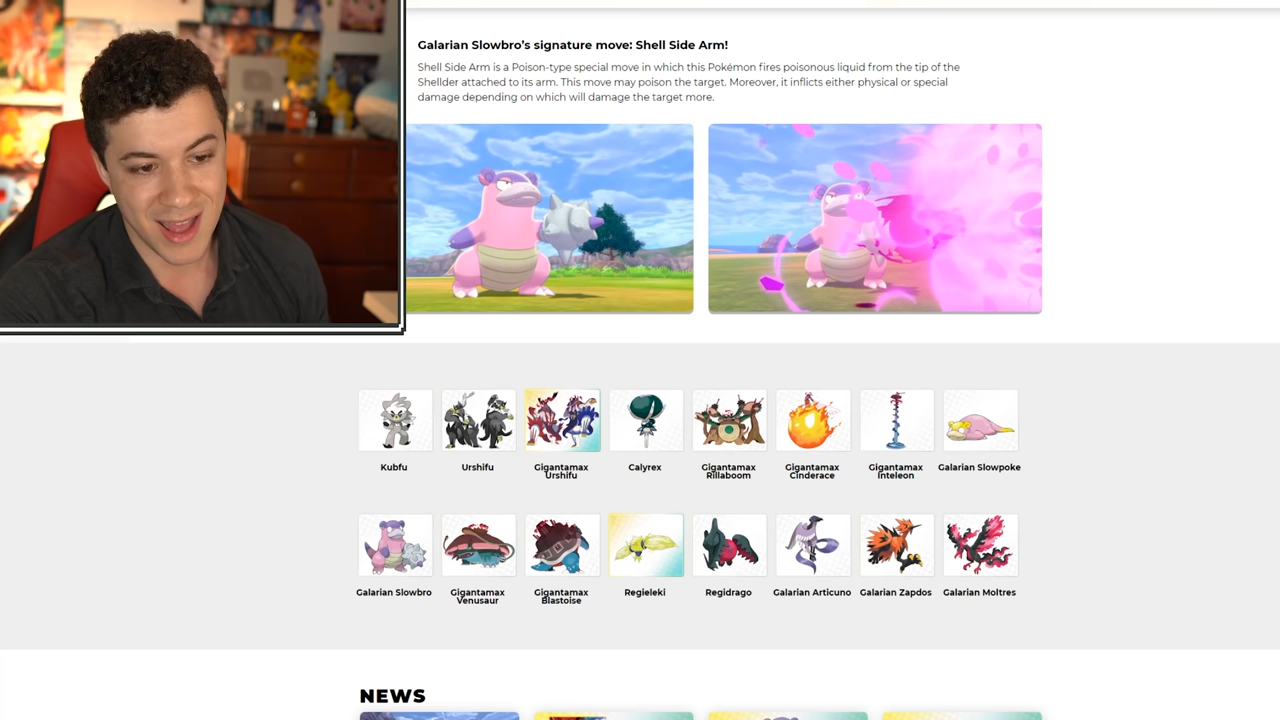 Galarian Slowbro's signature move: Shell Side Arm!
Shell Side Arm is a Poison-type special move in which this Pokémon fires poisonous liquid from the tip of the
Shellder attached to its arm. This move may poison the target. Moreover, it inflicts either physical or special
damage depending on which will damage the target more.
Kubfu
Urshifu
Gigantamax
Urshifu
Calyrex
Gigantamax
Rillaboom
Gigantamax
Cinderace
Gigantamax
Inteleon
Galarian Slowpoke
Galarian Slowbro
Gigantamax
Venusaur
Gigantamax
Blastoise
Regieleki
Regidrago
Galarian Articuno
Galarian Zapdos
Galarian Moltres
NEWS